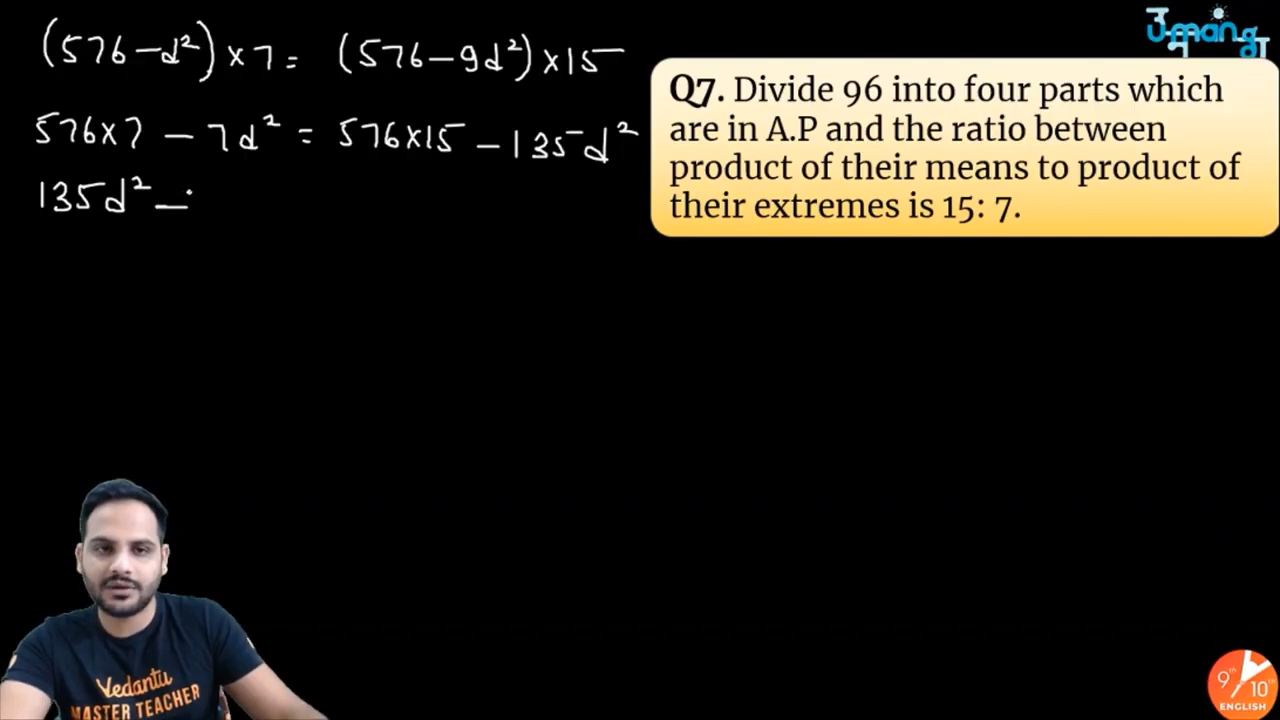 (576 – d²) × 7 = (576 – 9d²) × 15
576×7 – 7d² = 576×15 – 135d²
135d² –
उमंग
Umang
Q7. Divide 96 into four parts which
are in A.P and the ratio between
product of their means to product of
their extremes is 15: 7.
Vedantu
MASTER TEACHER
9th 10th
ENGLISH